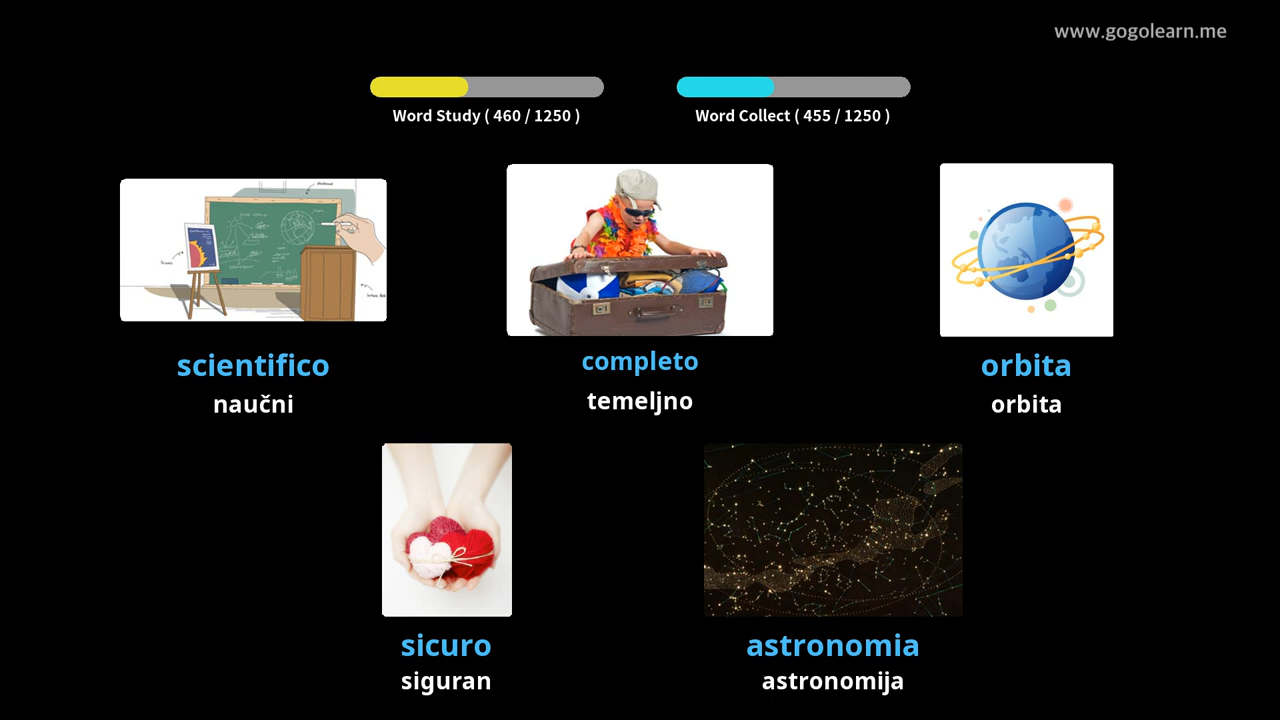 www.gogolearn.me
Word Study ( 460 / 1250 )
Word Collect ( 455 / 1250 )
scientifico
naučni
completo
temeljno
orbita
orbita
sicuro
siguran
astronomia
astronomija